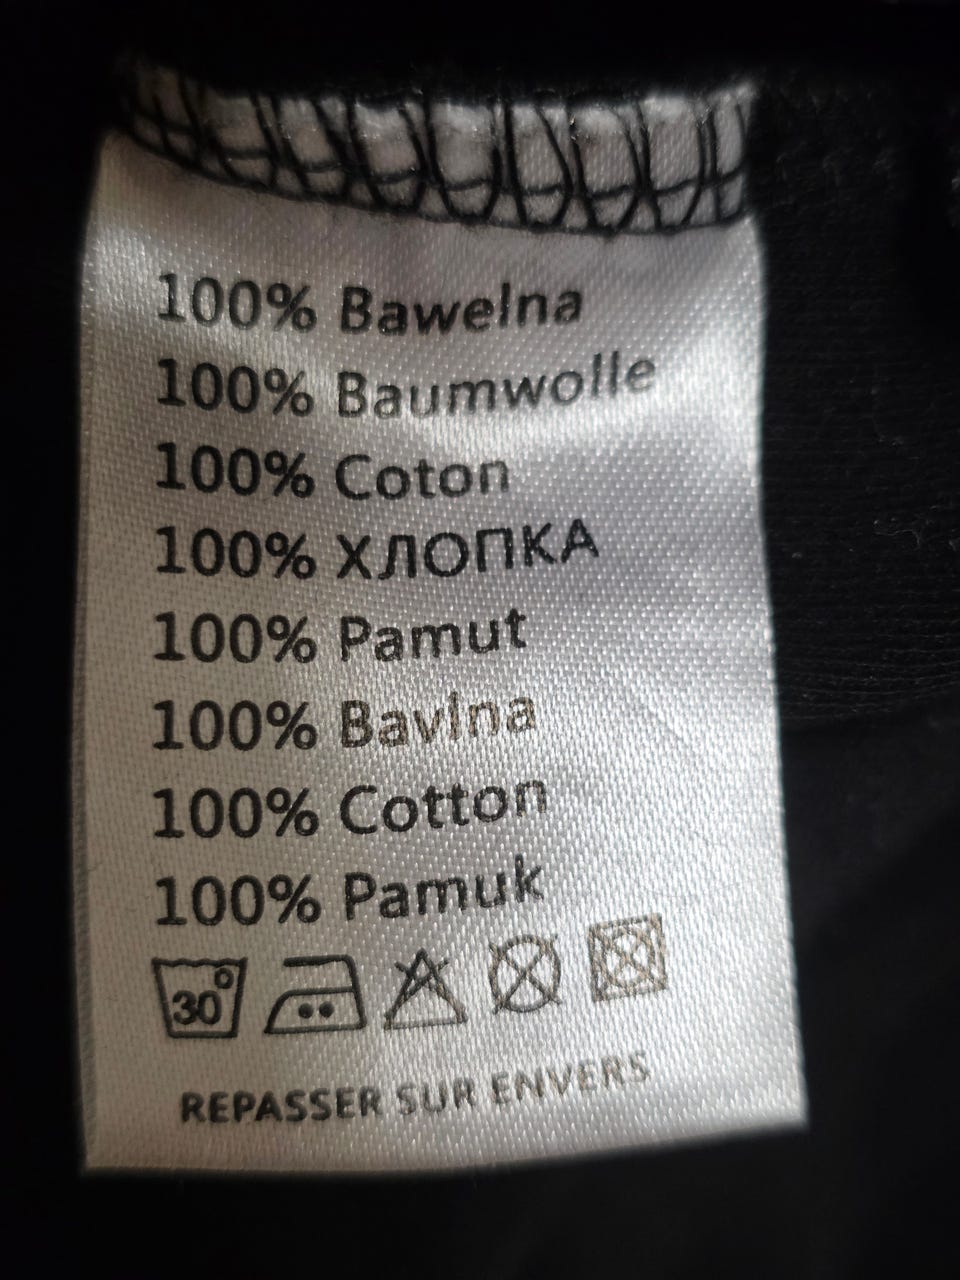 100% Bawelna
100% Baumwolle
100% Coton
100% ХЛОПКА
100% Pamut
100% Bavlna
100% Cotton
100% Pamuk
30°
REPASSER SUR ENVERS